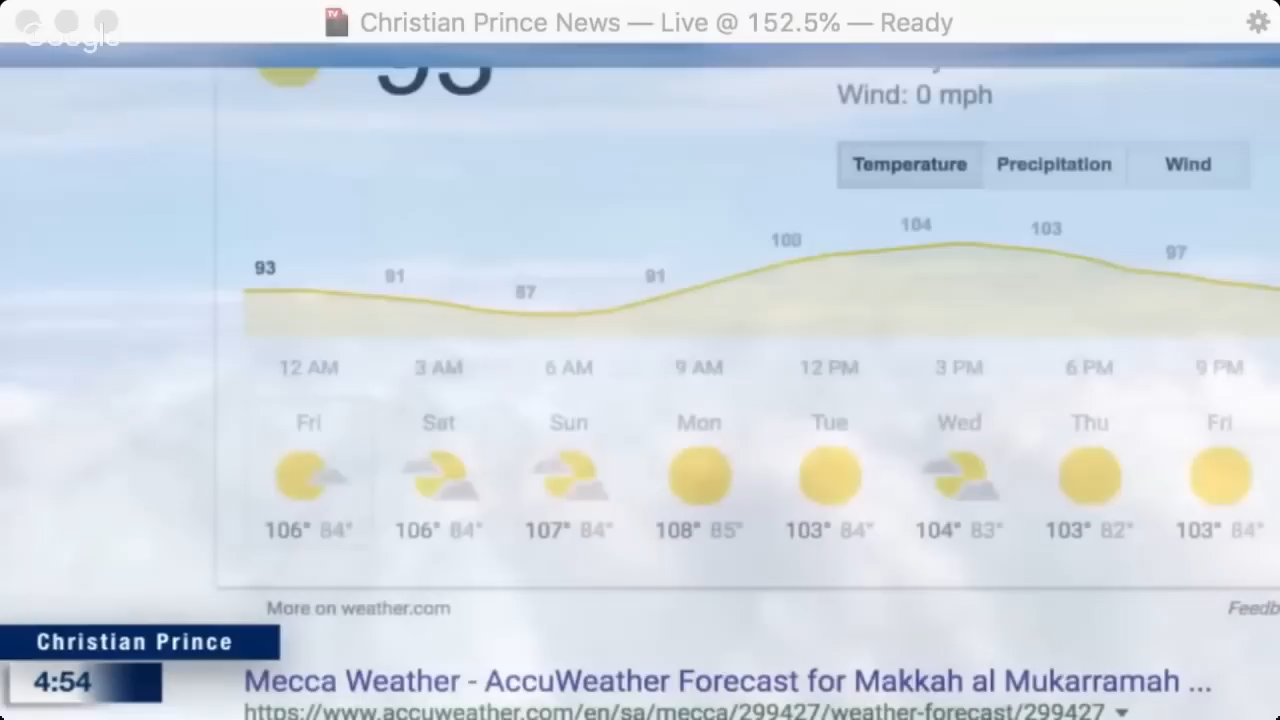 Christian Prince News — Live @ 152.5% — Ready
Google
Wind: 0 mph
Temperature Precipitation Wind
93 91 87 91 100 104 103 97
12 AM 3 AM 6 AM 9 AM 12 PM 3 PM 6 PM 9 PM
Fri Sat Sun Mon Tue Wed Thu Fri
106° 84° 106° 84° 107° 84° 108° 85° 103° 84° 104° 83° 103° 82° 103° 84°
More on weather.com Feedb
Christian Prince
4:54
Mecca Weather - AccuWeather Forecast for Makkah al Mukarramah ...
https://www.accuweather.com/en/sa/mecca/299427/weather-forecast/299427